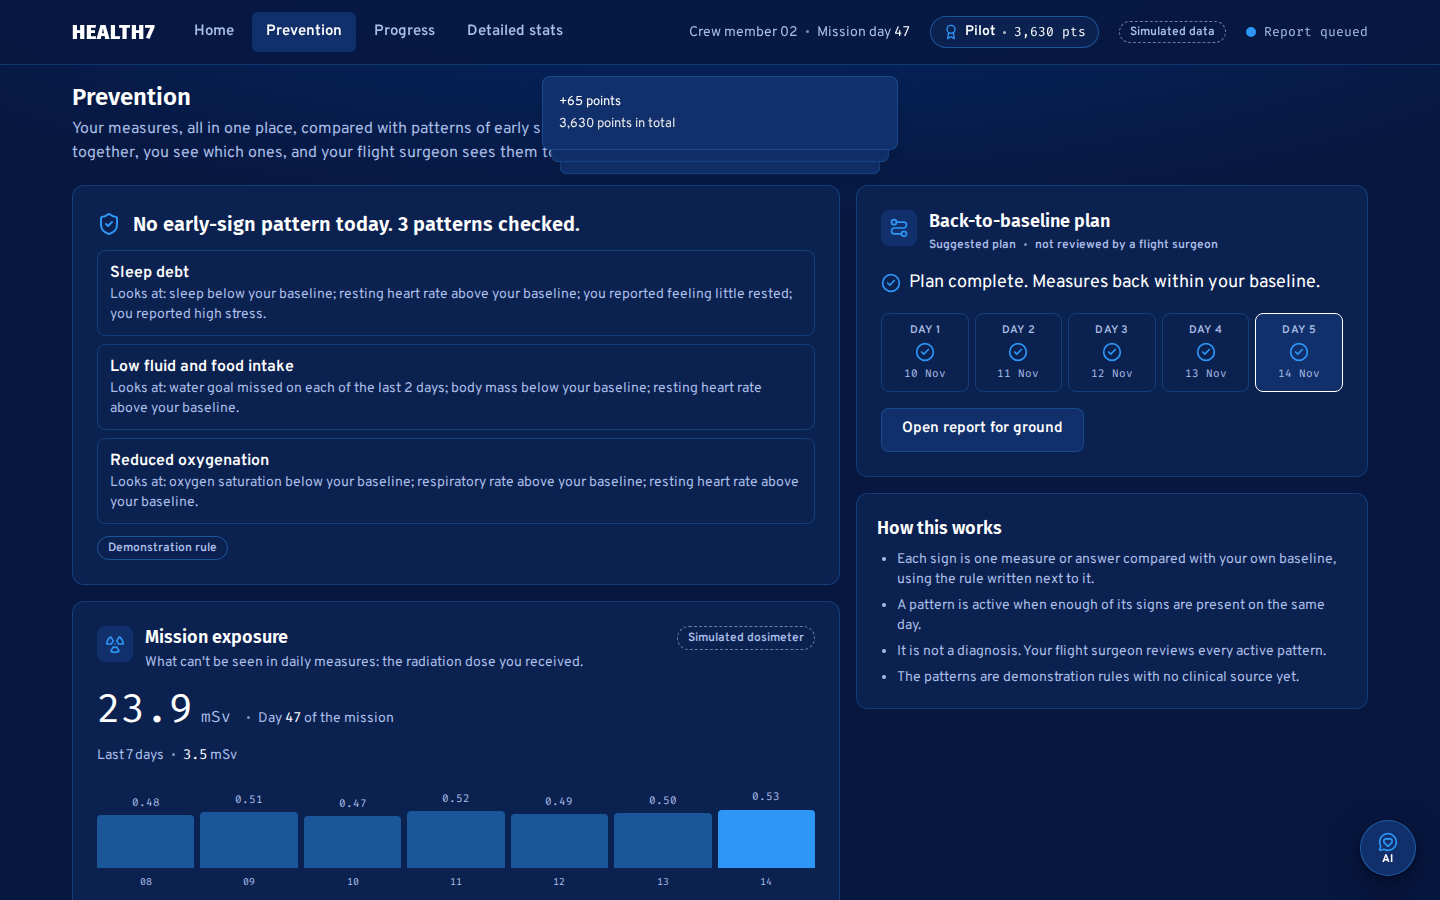 HEALTH7
Home
Prevention
Progress
Detailed stats
Crew member 02 • Mission day 47
Pilot • 3,630 pts
Simulated data
Report queued
Prevention
Your measures, all in one place, compared with patterns of early
together, you see which ones, and your flight surgeon sees them
+65 points
3,630 points in total
No early-sign pattern today. 3 patterns checked.
Sleep debt
Looks at: sleep below your baseline; resting heart rate above your baseline; you reported feeling little rested;
you reported high stress.
Low fluid and food intake
Looks at: water goal missed on each of the last 2 days; body mass below your baseline; resting heart rate
above your baseline.
Reduced oxygenation
Looks at: oxygen saturation below your baseline; respiratory rate above your baseline; resting heart rate above
your baseline.
Demonstration rule
Back-to-baseline plan
Suggested plan • not reviewed by a flight surgeon
Plan complete. Measures back within your baseline.
DAY 1
DAY 2
DAY 3
DAY 4
DAY 5
10 Nov
11 Nov
12 Nov
13 Nov
14 Nov
Open report for ground
How this works
• Each sign is one measure or answer compared with your own baseline,
using the rule written next to it.
• A pattern is active when enough of its signs are present on the same
day.
• It is not a diagnosis. Your flight surgeon reviews every active pattern.
• The patterns are demonstration rules with no clinical source yet.
Mission exposure
Simulated dosimeter
What can't be seen in daily measures: the radiation dose you received.
23.9 mSv • Day 47 of the mission
Last 7 days • 3.5 mSv
0.48
0.51
0.47
0.52
0.49
0.50
0.53
08
09
10
11
12
13
14
AI